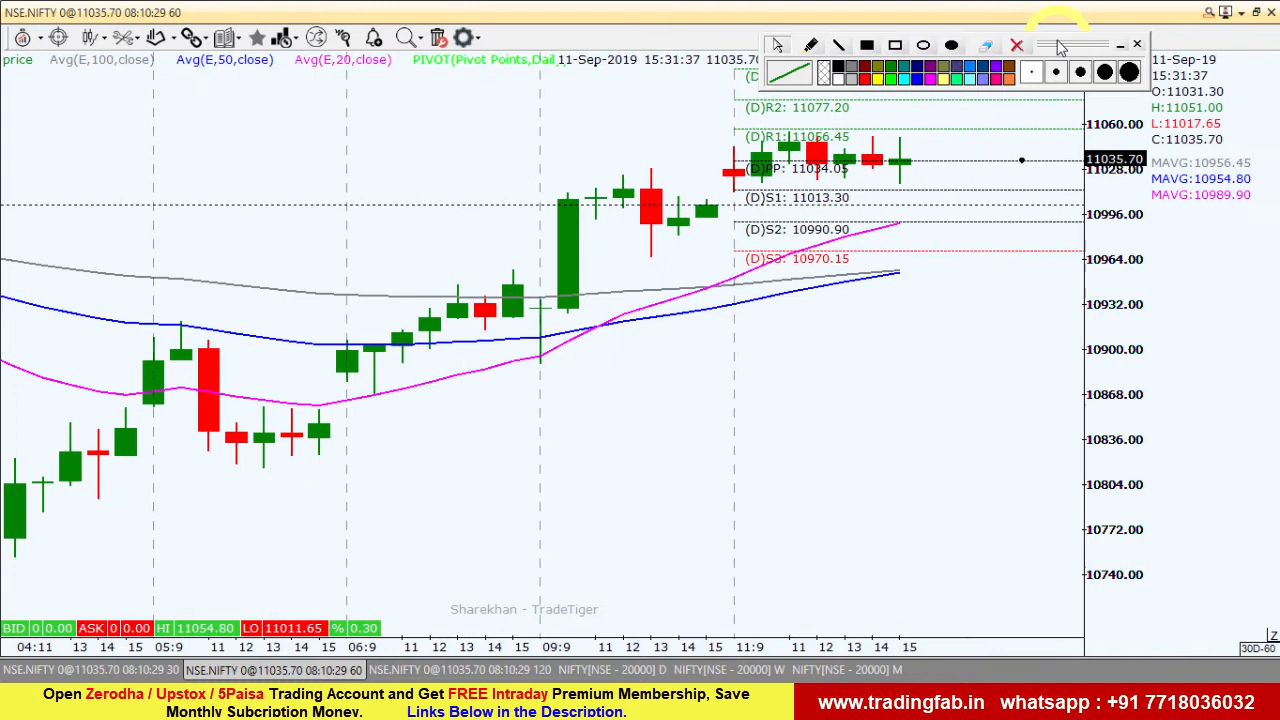 NSE.NIFTY 0@11035.70 08:10:29 60
price Avg(E,100,close) Avg(E,50,close) Avg(E,20,close) PIVOT(Pivot Points,Dail 11-Sep-2019 15:31:37 11035.70
11-Sep-19
15:31:37
O:11031.30
H:11051.00
L:11017.65
C:11035.70
MAVG:10956.45
MAVG:10954.80
MAVG:10989.90
(D)R2: 11077.20
(D)R1: 11056.45
(D)PP: 11034.05
(D)S1: 11013.30
(D)S2: 10990.90
(D)S3: 10970.15
11060.00
11035.70
11028.00
10996.00
10964.00
10932.00
10900.00
10868.00
10836.00
10804.00
10772.00
10740.00
Sharekhan - TradeTiger
BID 0 0.00 ASK 0 0.00 HI 11054.80 LO 11011.65 % 0.30
04:11 13 14 15 05:9 11 12 13 14 15 06:9 11 12 13 14 15 09:9 11 12 13 14 15 11:9 11 12 13 14 15
Z
30D-60
NSE.NIFTY 0@11035.70 08:10:29 30 NSE.NIFTY 0@11035.70 08:10:29 60 NSE.NIFTY 0@11035.70 08:10:29 120 NIFTY[NSE - 20000] D NIFTY[NSE - 20000] W NIFTY[NSE - 20000] M
Open Zerodha / Upstox / 5Paisa Trading Account and Get FREE Intraday Premium Membership, Save
Monthly Subcription Money. Links Below in the Description.
www.tradingfab.in whatsapp : +91 7718036032